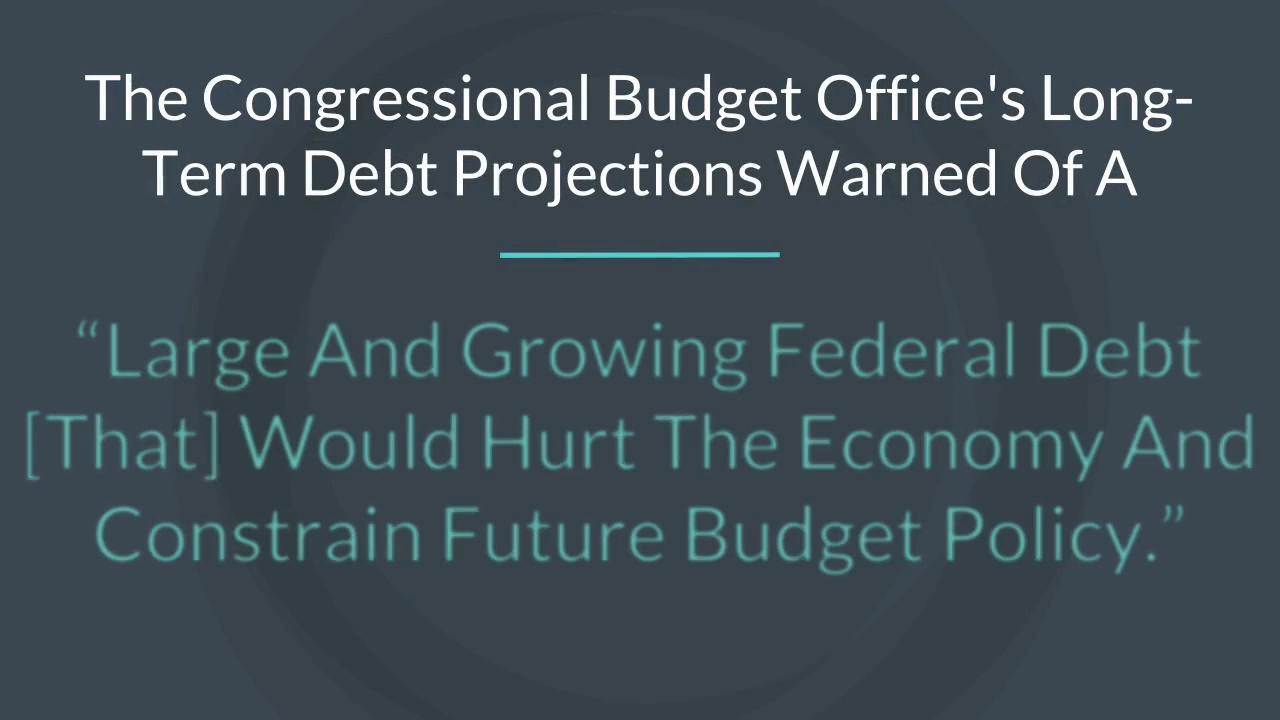 The Congressional Budget Office's Long-
Term Debt Projections Warned Of A
“Large And Growing Federal Debt
[That] Would Hurt The Economy And
Constrain Future Budget Policy.”